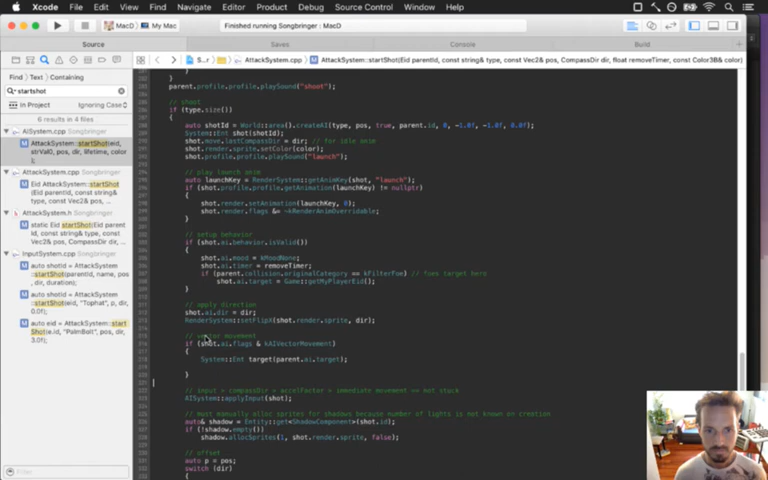 Xcode File Edit View Find Navigate Editor Product Debug Source Control Window Help
MacD My Mac
Finished running Songbringer : MacD
Source Saves Console Build
S...r AttackSystem.cpp AttackSystem::startShot(Eid parentId, const string& type, const Vec2& pos, CompassDir dir, float removeTimer, const Color3B& color)
Find Text Containing
startshot
In Project Ignoring Case
6 results in 4 files
AISystem.cpp Songbringer
AttackSystem::startShot(eid,
strVal0, pos, dir, lifetime, color
);
AttackSystem.cpp Songbringer
Eid AttackSystem::startShot
(Eid parentId, const string&
type, const Vec2& pos, C...
AttackSystem.h Songbringer
static Eid startShot(Eid
parentId, const string& type,
const Vec2& pos, CompassD...
InputSystem.cpp Songbringer
auto shotId = AttackSystem
::startShot(parentId, name, pos
, dir, duration);
auto shotId = AttackSystem
::startShot(eid, "Tophat", p, dir,
0.0f);
auto eid = AttackSystem::start
Shot(e.id, "PalmBolt", pos, dir,
3.0f);
Filter
}
parent.profile.profile.playSound("shoot");
// shoot
if (type.size())
{
auto shotId = World::area().createAI(type, pos, true, parent.id, 0, -1.0f, -1.0f, 0.0f);
System::Ent shot(shotId);
shot.move.lastCompassDir = dir; // for idle anim
shot.render.sprite.setColor(color);
shot.profile.profile.playSound("launch");
// play launch anim
auto launchKey = RenderSystem::getAnimKey(shot, "launch");
if (shot.profile.profile.getAnimation(launchKey) != nullptr)
{
shot.render.setAnimation(launchKey, 0);
shot.render.flags &= ~kRenderAnimOverridable;
}
// setup behavior
if (shot.ai.behavior.isValid())
{
shot.ai.mood = kMoodNone;
shot.ai.timer = removeTimer;
if (parent.collision.originalCategory == kFilterFoe) // foes target hero
shot.ai.target = Game::getMyPlayerEid();
}
// apply direction
shot.ai.dir = dir;
RenderSystem::setFlipX(shot.render.sprite, dir);
// vector movement
if (shot.ai.flags & kAIVectorMovement)
{
System::Ent target(parent.ai.target);
}
// input + compassDir + accelFactor + immediate movement == not stuck
AISystem::applyInput(shot);
// must manually alloc sprites for shadows because number of lights is not known on creation
auto& shadow = Entity::get<ShadowComponent>(shot.id);
if (!shadow.empty())
shadow.allocSprites(1, shot.render.sprite, false);
// offset
auto p = pos;
switch (dir)
{